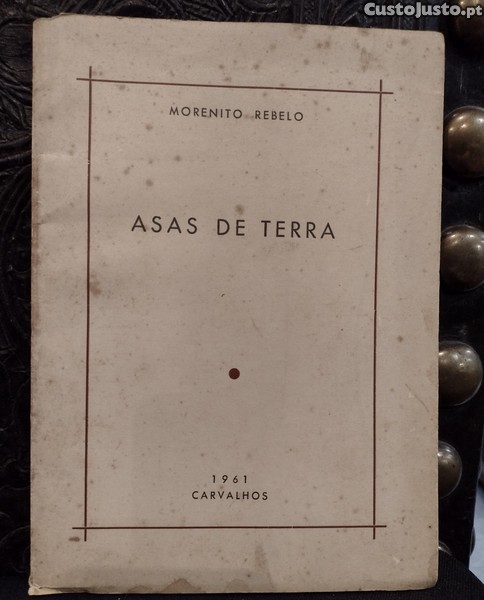 CustoJusto.pt
MORENITO REBELO
ASAS DE TERRA
1961
CARVALHOS